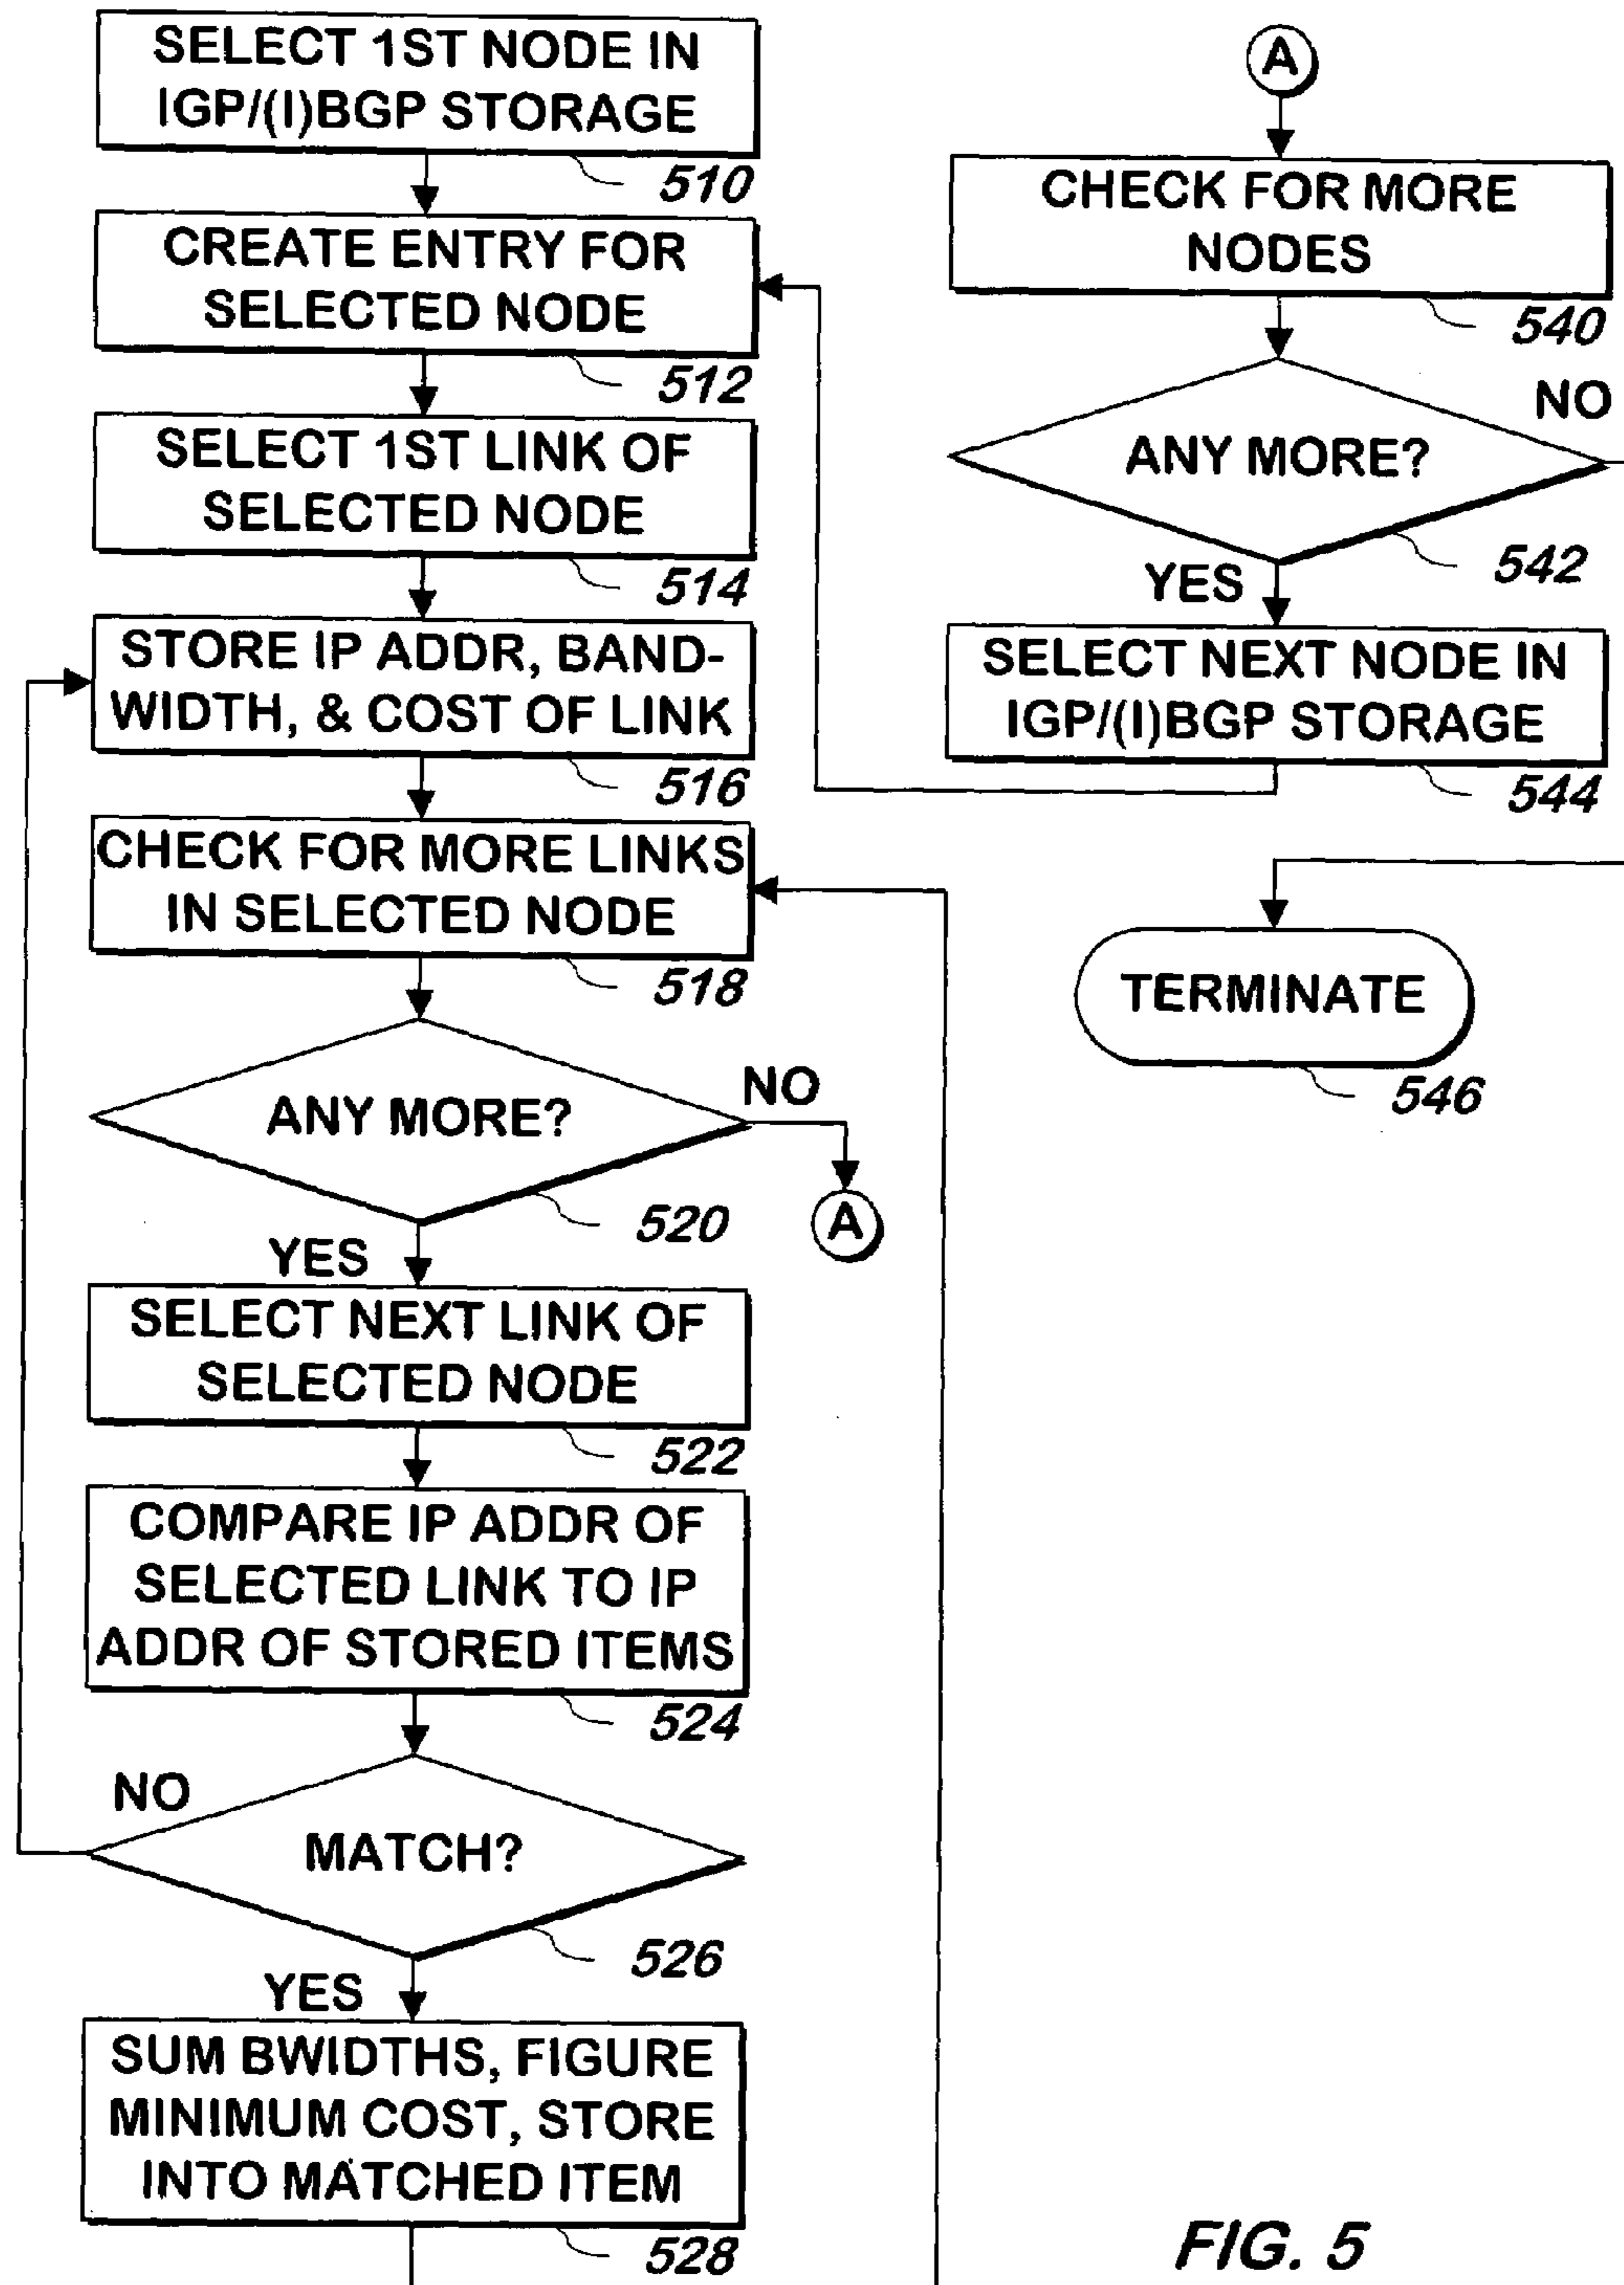 SELECT 1ST NODE IN
IGP/(I)BGP STORAGE
510
CREATE ENTRY FOR
SELECTED NODE
512
SELECT 1ST LINK OF
SELECTED NODE
514
STORE IP ADDR, BAND-
WIDTH, & COST OF LINK
516
CHECK FOR MORE LINKS
IN SELECTED NODE
518
ANY MORE?
NO
A
520
YES
SELECT NEXT LINK OF
SELECTED NODE
522
COMPARE IP ADDR OF
SELECTED LINK TO IP
ADDR OF STORED ITEMS
524
NO
MATCH?
526
YES
SUM BWIDTHS, FIGURE
MINIMUM COST, STORE
INTO MATCHED ITEM
528
A
CHECK FOR MORE
NODES
540
NO
ANY MORE?
542
YES
SELECT NEXT NODE IN
IGP/(I)BGP STORAGE
544
TERMINATE
546
FIG. 5